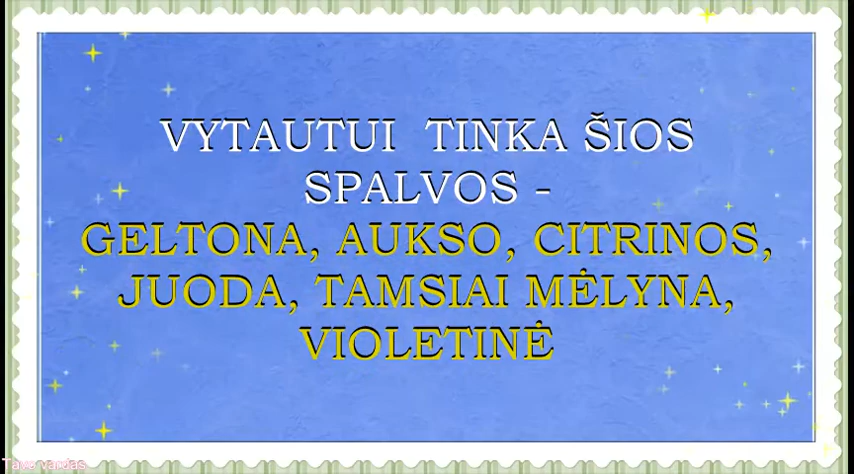 VYTAUTUI TINKA ŠIOS
SPALVOS -
GELTONA, AUKSO, CITRINOS,
JUODA, TAMSIAI MĖLYNA,
VIOLETINĖ
Tavo vardas